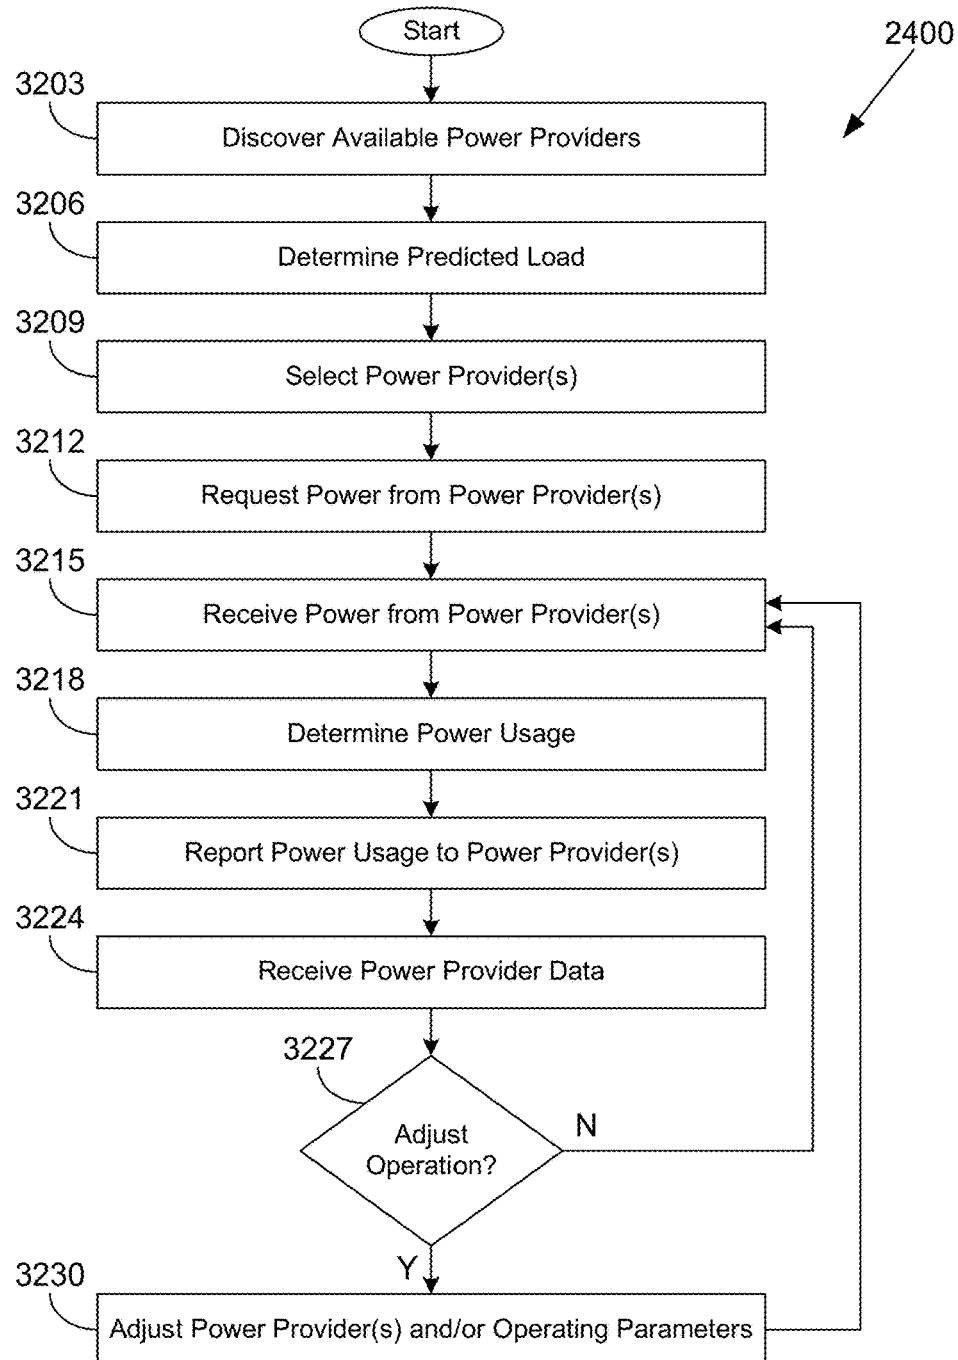 Start
2400
3203
Discover Available Power Providers
3206
Determine Predicted Load
3209
Select Power Provider(s)
3212
Request Power from Power Provider(s)
3215
Receive Power from Power Provider(s)
3218
Determine Power Usage
3221
Report Power Usage to Power Provider(s)
3224
Receive Power Provider Data
3227
Adjust
Operation?
N
Y
3230
Adjust Power Provider(s) and/or Operating Parameters